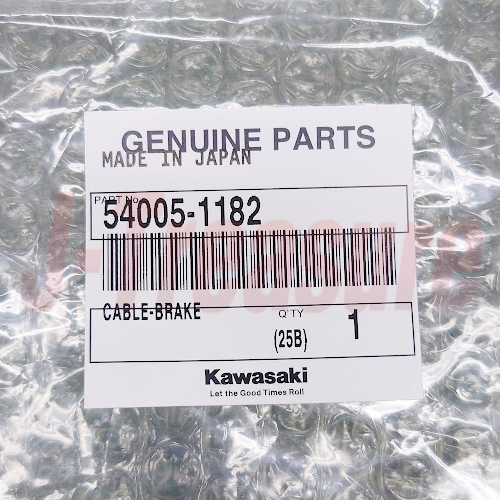 GENUINE PARTS
MADE IN JAPAN
PART No.
54005-1182
CABLE-BRAKE
Q'TY
(25B) 1
Kawasaki
Let the Good Times Roll
J-Treasure